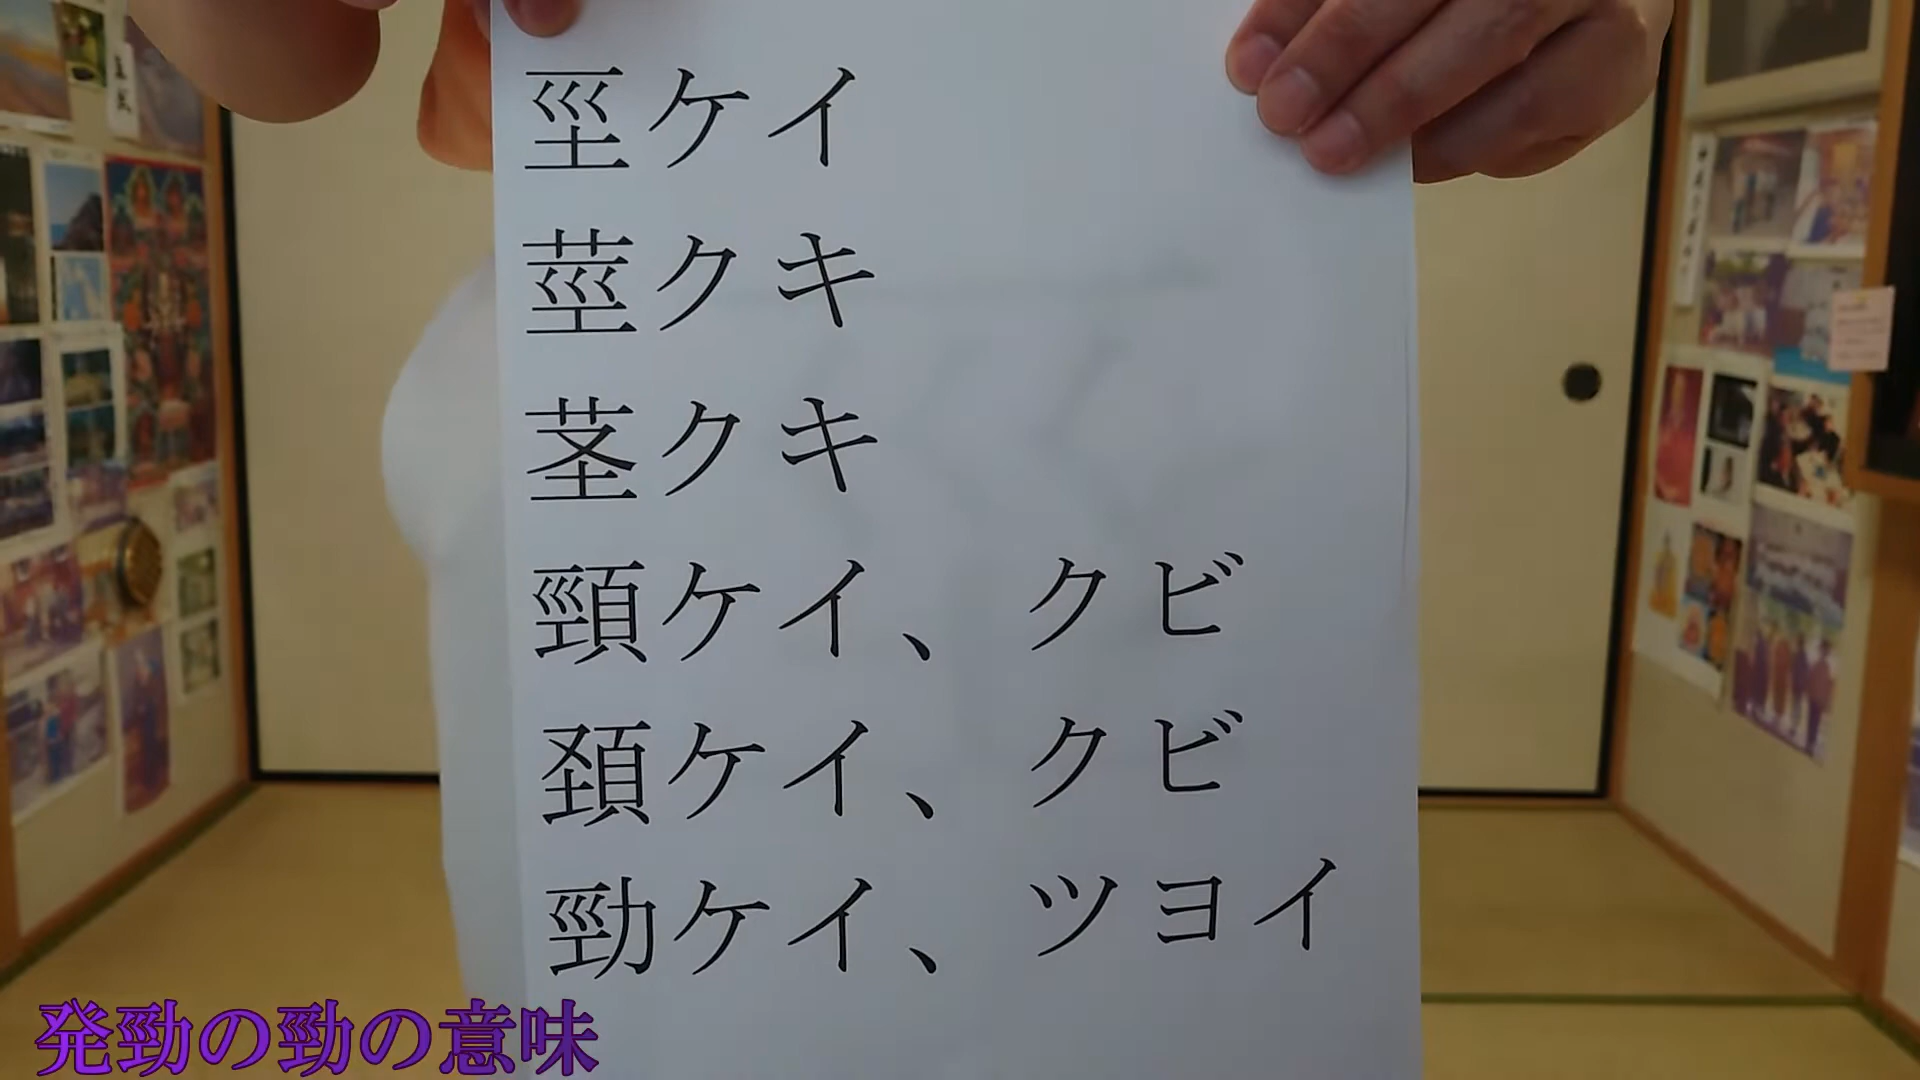 巠ケイ
莖クキ
茎クキ
頸ケイ、クビ
頚ケイ、クビ
勁ケイ、ツヨイ
発勁の勁の意味